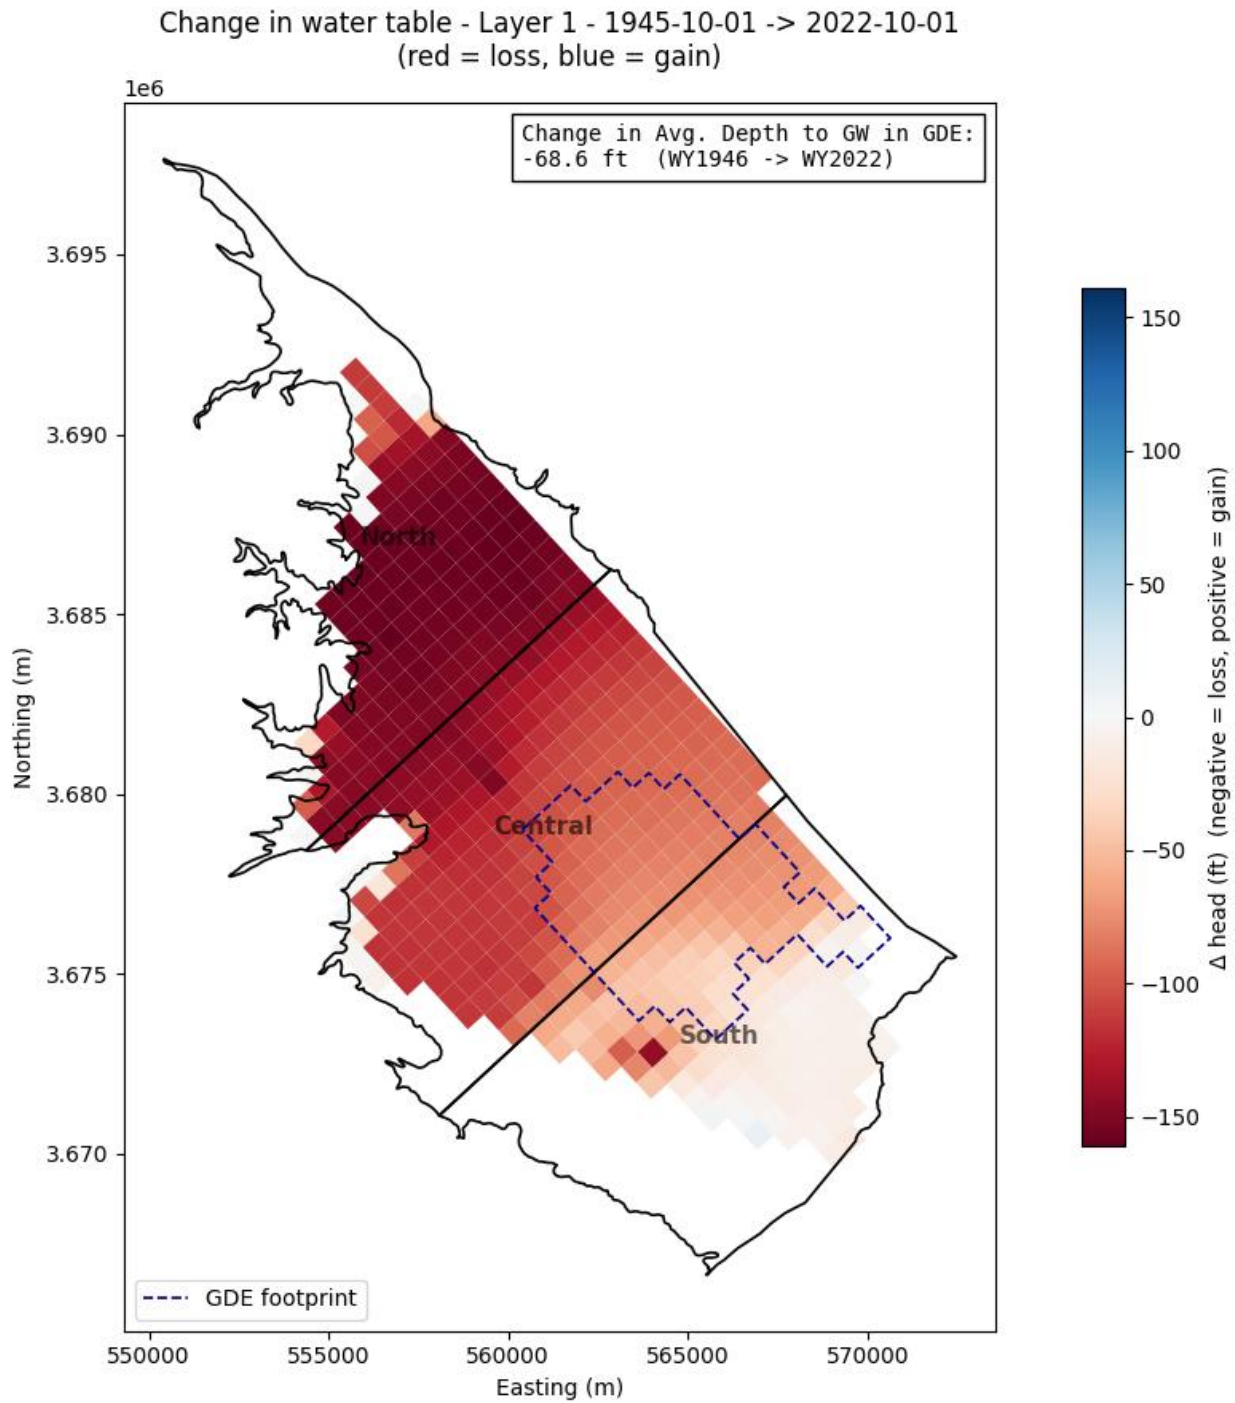 Change in water table - Layer 1 - 1945-10-01 -> 2022-10-01
(red = loss, blue = gain)
1e6
Change in Avg. Depth to GW in GDE:
-68.6 ft (WY1946 -> WY2022)
3.695
3.690
3.685
3.680
3.675
3.670
Northing (m)
North
Central
South
GDE footprint
550000
555000
560000
565000
570000
Easting (m)
150
100
50
0
−50
−100
−150
Δ head (ft) (negative = loss, positive = gain)